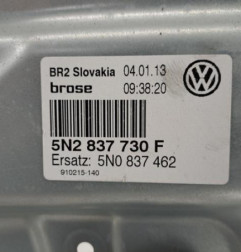 BR2 Slovakia 04.01.13
brose 09:38:20
5N2 837 730 F
Ersatz: 5N0 837 462
910215-140